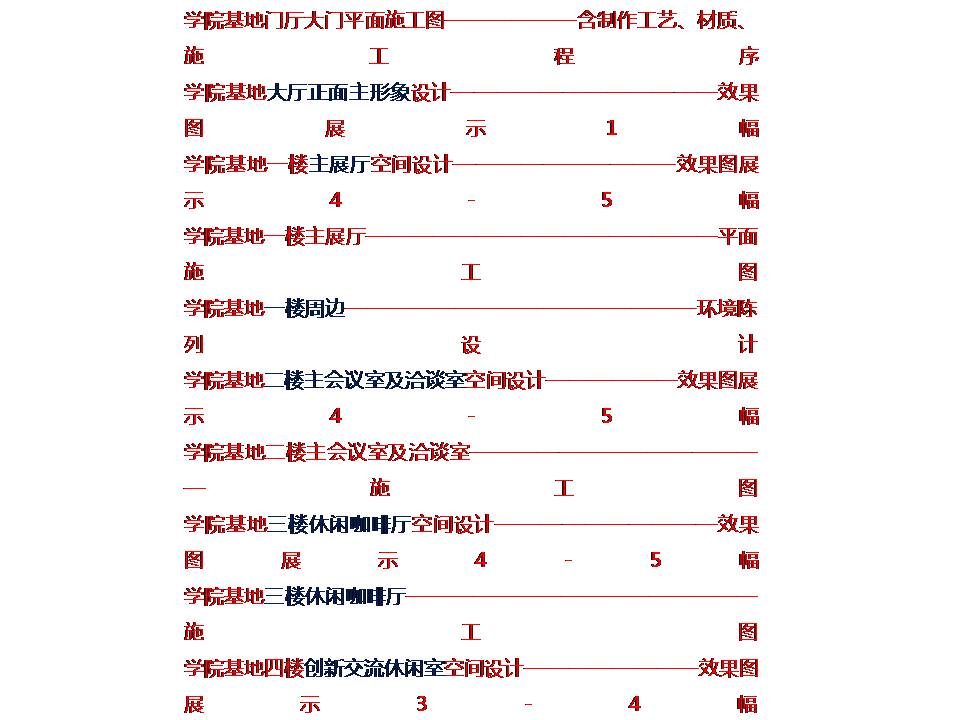 学院基地门厅大门平面施工图——————含制作工艺、材质、
施工程序
学院基地大厅正面主形象设计————————————效果
图展示1幅
学院基地一楼主展厅空间设计——————————效果图展
示4-5幅
学院基地一楼主展厅————————————————平面
施工图
学院基地一楼周边————————————————环境陈
列设计
学院基地二楼主会议室及洽谈室空间设计——————效果图展
示4-5幅
学院基地二楼主会议室及洽谈室—————————————
—施工图
学院基地三楼休闲咖啡厅空间设计——————————效果
图展示4-5幅
学院基地三楼休闲咖啡厅————————————————
施工图
学院基地四楼创新交流休闲室空间设计————————效果图
展示3-4幅